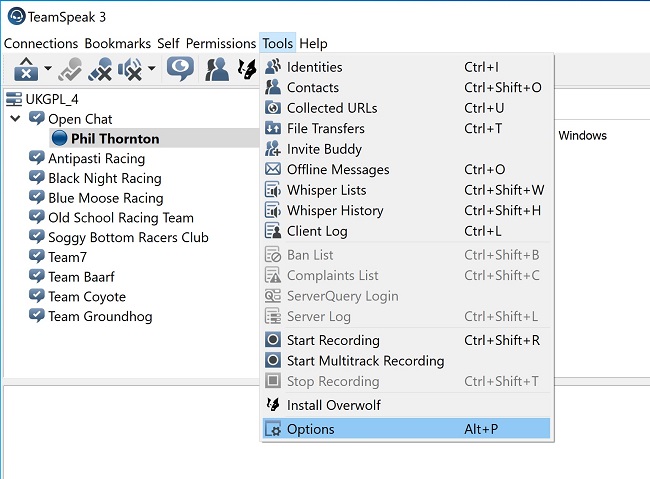 TeamSpeak 3
Connections Bookmarks Self Permissions Tools Help
UKGPL_4
Open Chat
Phil Thornton
Antipasti Racing
Black Night Racing
Blue Moose Racing
Old School Racing Team
Soggy Bottom Racers Club
Team7
Team Baarf
Team Coyote
Team Groundhog
Identities Ctrl+I
Contacts Ctrl+Shift+O
Collected URLs Ctrl+U
File Transfers Ctrl+T
Invite Buddy
Offline Messages Ctrl+O
Whisper Lists Ctrl+Shift+W
Whisper History Ctrl+Shift+H
Client Log Ctrl+L
Ban List Ctrl+Shift+B
Complaints List Ctrl+Shift+C
ServerQuery Login
Server Log Ctrl+Shift+L
Start Recording Ctrl+Shift+R
Start Multitrack Recording
Stop Recording Ctrl+Shift+T
Install Overwolf
Options Alt+P
Windows